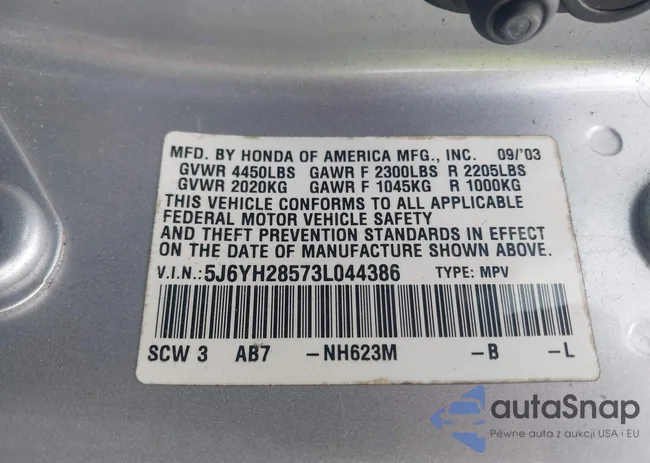 MFD. BY HONDA OF AMERICA MFG., INC. 09/'03
GVWR 4450LBS GAWR F 2300LBS R 2205LBS
GVWR 2020KG GAWR F 1045KG R 1000KG
THIS VEHICLE CONFORMS TO ALL APPLICABLE
FEDERAL MOTOR VEHICLE SAFETY
AND THEFT PREVENTION STANDARDS IN EFFECT
ON THE DATE OF MANUFACTURE SHOWN ABOVE.
V.I.N.:5J6YH28573L044386 TYPE: MPV
SCW 3 AB7 -NH623M -B -L
autaSnap
Pewne auta z aukcji USA i EU